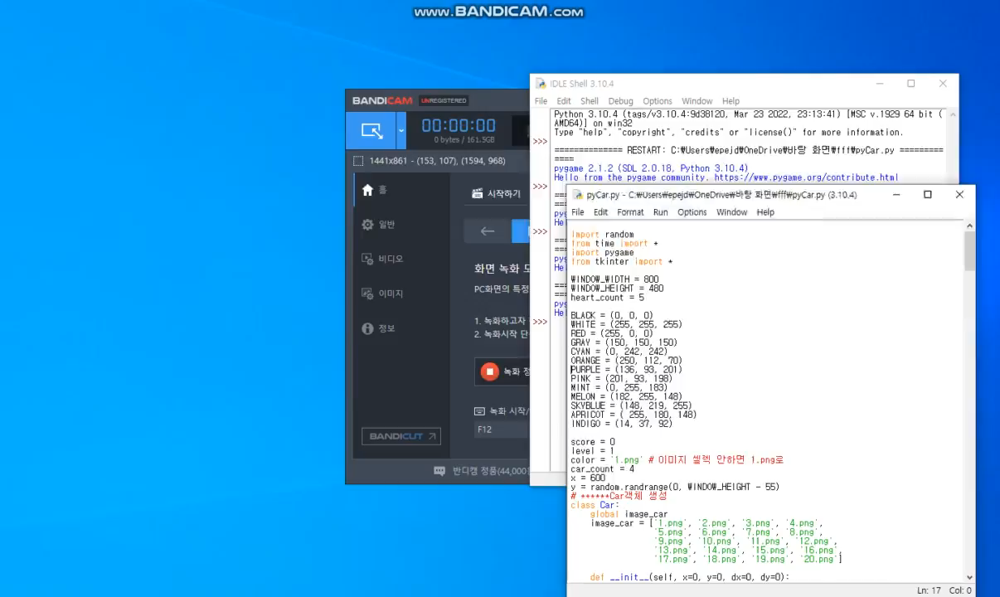 www.BANDICAM.com
BANDICAM UNREGISTERED
00:00:00
0 bytes / 161.5GB
1441x861 - (153, 107), (1594, 968)
홈
일반
비디오
이미지
정보
BANDICUT
시작하기
화면 녹화 모
PC화면의 특정
1. 녹화하고자
2. 녹화시작 단
녹화 정
녹화 시작/
F12
반디캠 정품(44,000
IDLE Shell 3.10.4
File Edit Shell Debug Options Window Help
Python 3.10.4 (tags/v3.10.4:9d38120, Mar 23 2022, 23:13:41) [MSC v.1929 64 bit (
AMD64)] on win32
Type "help", "copyright", "credits" or "license()" for more information.
>>>
============== RESTART: C:₩Users₩epejd₩OneDrive₩바탕 화면₩fff₩pyCar.py =========
====
pygame 2.1.2 (SDL 2.0.18, Python 3.10.4)
Hello from the pygame community. https://www.pygame.org/contribute.html
>>>
==
pyg
Hel
>>>
==
==
pyg
Hel
==
==
pyg
Hel
>>>
pyCar.py - C:₩Users₩epejd₩OneDrive₩바탕 화면₩fff₩pyCar.py (3.10.4)
File Edit Format Run Options Window Help
import random
from time import *
import pygame
from tkinter import *
WINDOW_WIDTH = 800
WINDOW_HEIGHT = 480
heart_count = 5
BLACK = (0, 0, 0)
WHITE = (255, 255, 255)
RED = (255, 0, 0)
GRAY = (150, 150, 150)
CYAN = (0, 242, 242)
ORANGE = (250, 112, 70)
PURPLE = (136, 93, 201)
PINK = (201, 93, 198)
MINT = (0, 255, 183)
MELON = (182, 255, 148)
SKYBLUE = (148, 219, 255)
APRICOT = ( 255, 180, 148)
INDIGO = (14, 37, 92)
score = 0
level = 1
color = '1.png' # 이미지 셀렉 안하면 1.png로
car_count = 4
x = 600
y = random.randrange(0, WINDOW_HEIGHT - 55)
# ******Car객체 생성
class Car:
global image_car
image_car = ['1.png', '2.png', '3.png', '4.png',
'5.png', '6.png', '7.png', '8.png',
'9.png', '10.png', '11.png', '12.png',
'13.png', '14.png', '15.png', '16.png',
'17.png', '18.png', '19.png', '20.png']
def __init__(self, x=0, y=0, dx=0, dy=0):
Ln: 17 Col: 0